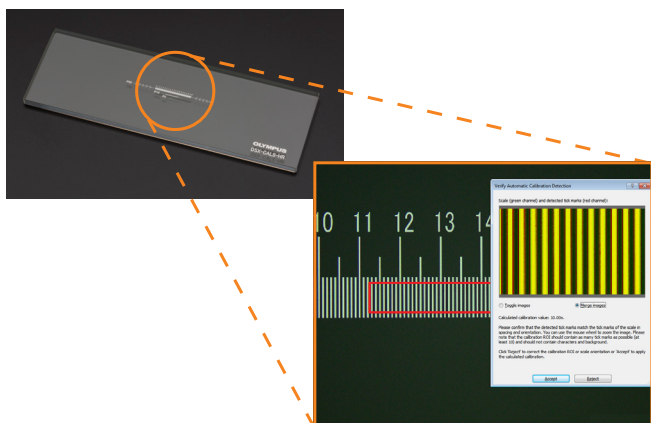 OLYMPUS
DSX-CALS-HR
10 11 12 13 14
Verify Automatic Calibration Detection
Scale (green channel) and detected tick marks (red channel):
Toggle images
Merge images
Calculated calibration value: 10.00x.
Please confirm that the detected tick marks match the tick marks of the scale in
spacing and orientation. You can use the mouse wheel to zoom the image. Please
note that the calibration ROI should contain as many tick marks as possible (at
least 10) and should not contain characters and background.
Click 'Reject' to correct the calibration ROI or scale orientation or 'Accept' to apply
the calculated calibration.
Accept
Reject